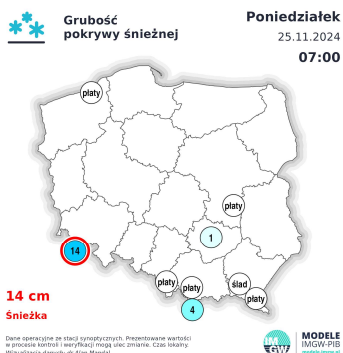 Grubość
pokrywy śnieżnej
Poniedziałek
25.11.2024
07:00
płaty
płaty
1
14
płaty
płaty
ślad
płaty
4
14 cm
Śnieżka
Dane operacyjne ze stacji synoptycznych. Prezentowane wartości
w procesie kontroli i weryfikacji mogą ulec zmianie. Czas lokalny.
IM
GW
MODELE
IMGW-PIB